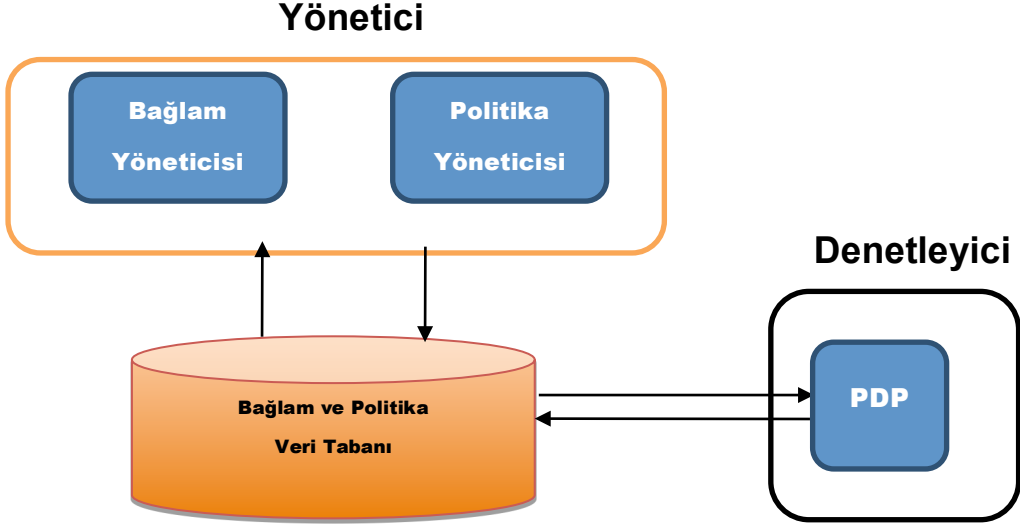 Yönetici
Bağlam
Yöneticisi
Politika
Yöneticisi
Denetleyici
Bağlam ve Politika
Veri Tabanı
PDP